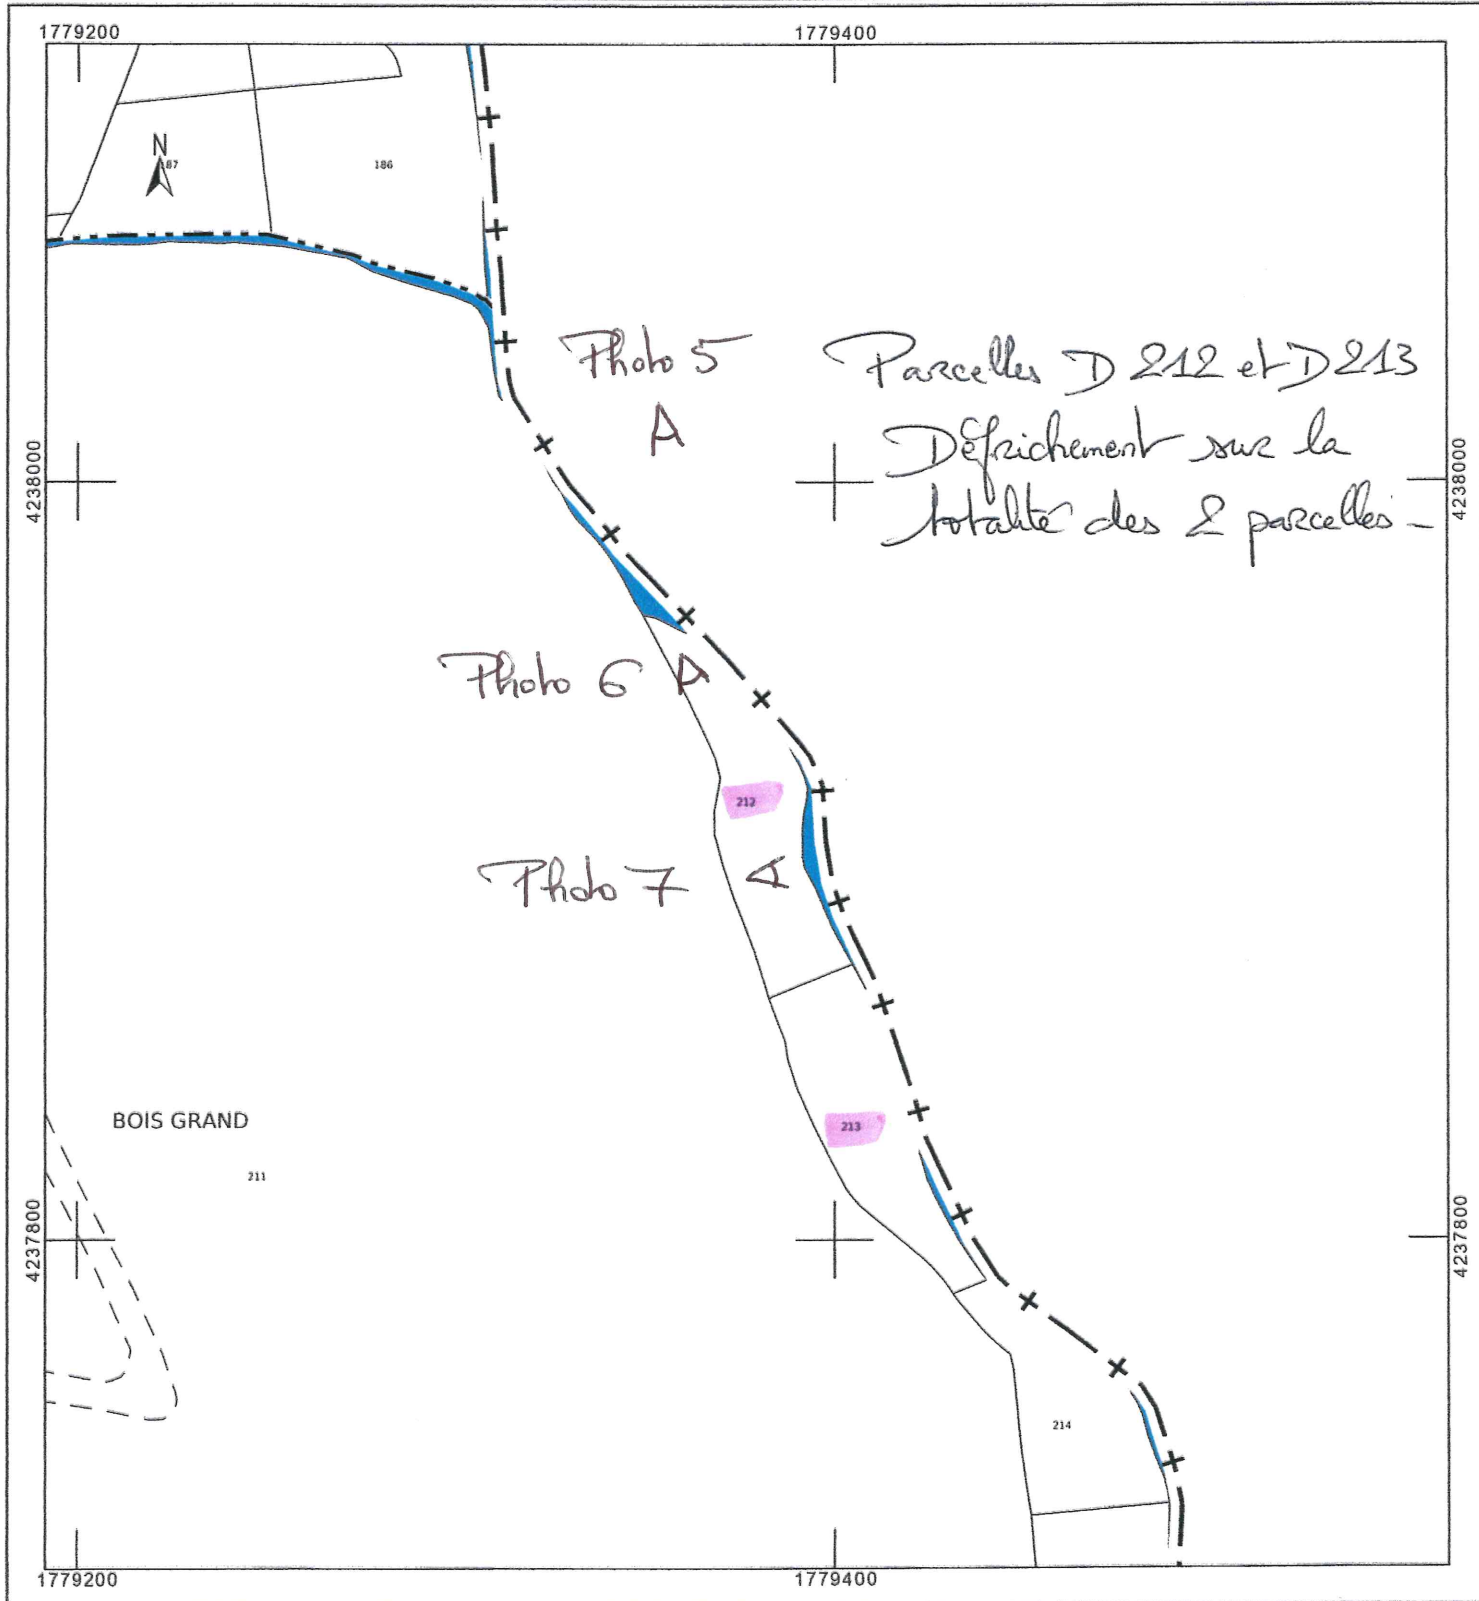 1779200
1779400
N
187
186
Photo 5
A
Parcelles D 212 et D 213
Défrichement sur la
totalité des 2 parcelles -
4238000
4238000
Photo 6 A
212
Photo 7 A
213
BOIS GRAND
211
4237800
4237800
214
1779200
1779400